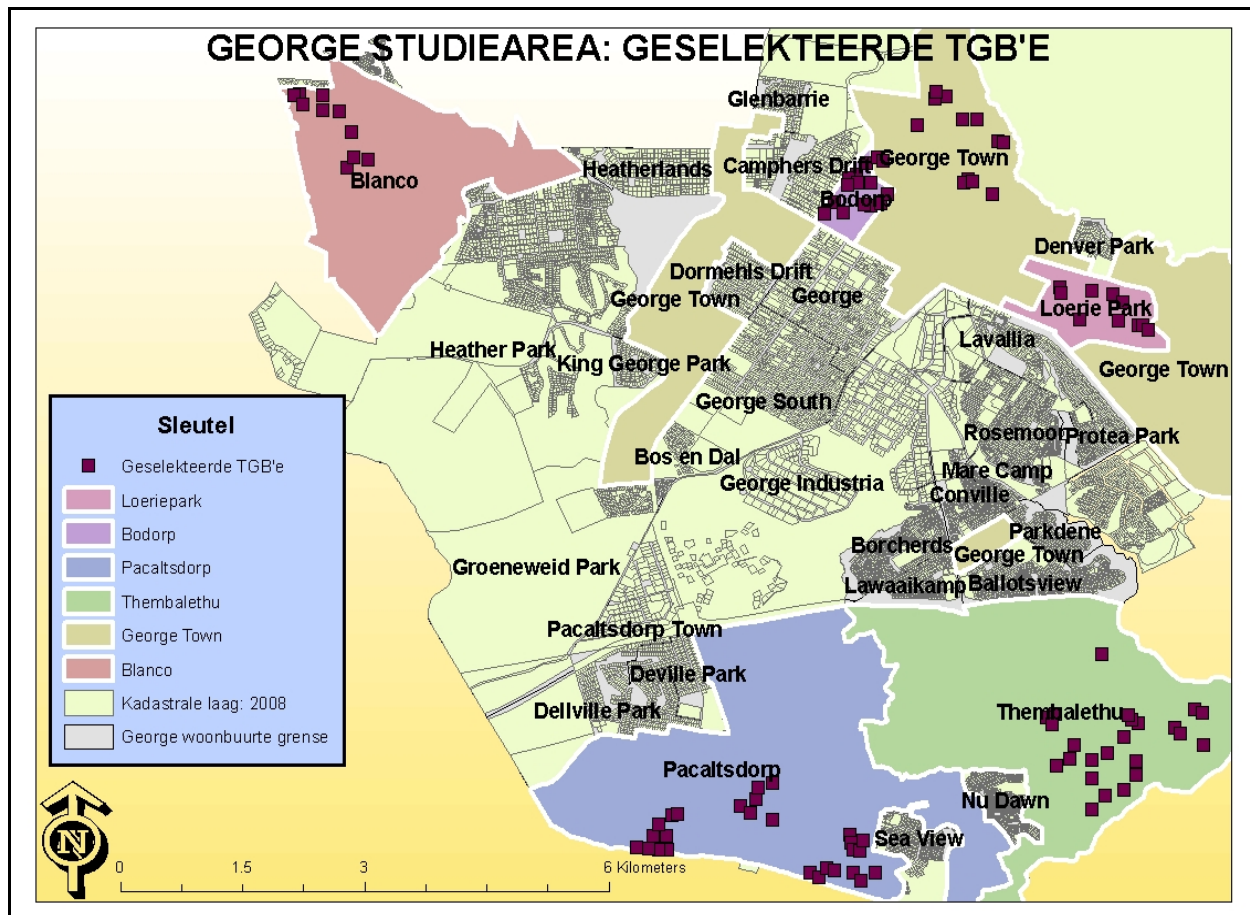 GEORGE STUDIEAREA: GESELEKTEERDE TGB'E
Glenbarrie
Heatherlands
Camphers Drift
George Town
Blanco
Bodorp
Denver Park
Dormehls Drift
George Town
George
Loerie Park
Lavallia
Heather Park
King George Park
George Town
George South
Rosemoor
Protea Park
Bos en Dal
George Industria
Mare Camp
Conville
Parkdene
Borcherds
George Town
Groeneweid Park
Lawaaikamp
Ballotsview
Pacaltsdorp Town
Deville Park
Dellville Park
Thembalethu
Pacaltsdorp
Nu Dawn
Sea View
Sleutel
Geselekteerde TGB'e
Loeriepark
Bodorp
Pacaltsdorp
Thembalethu
George Town
Blanco
Kadastrale laag: 2008
George woonbuurte grense
N
0
1.5
3
6 Kilometers